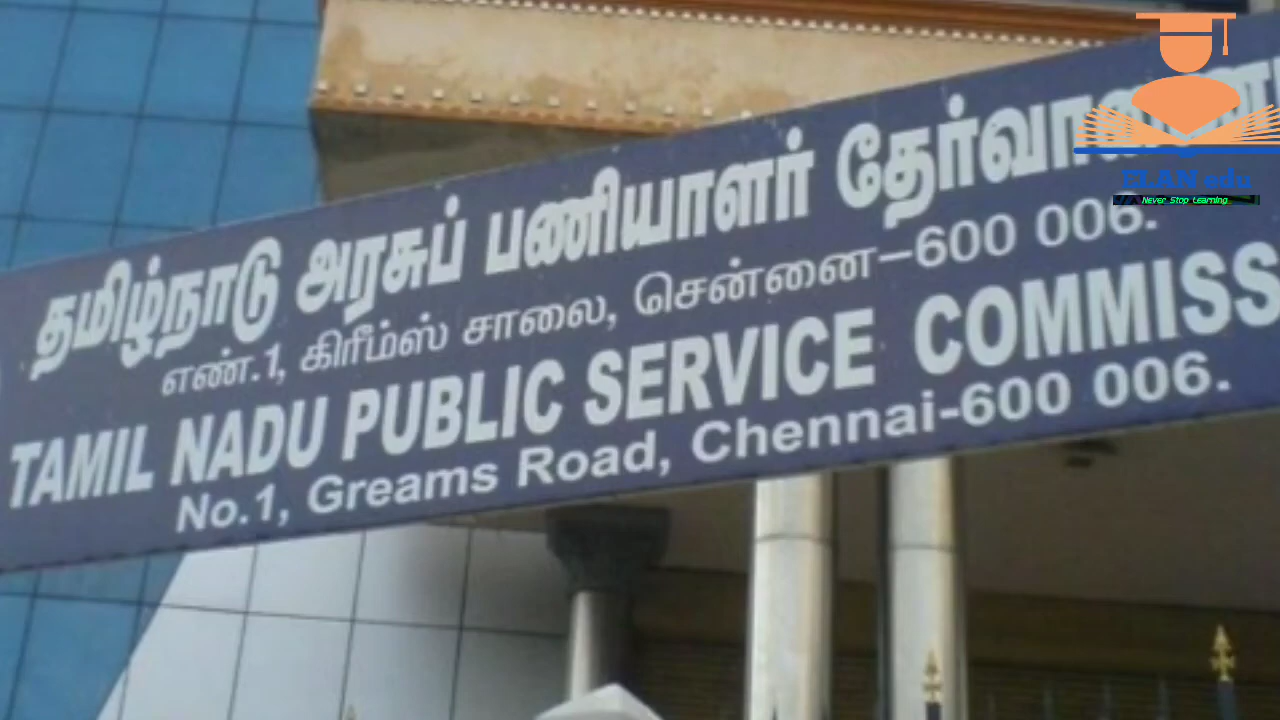 தமிழ்நாடு அரசுப் பணியாளர்
எண்.1, கிரீம்ஸ் சாலை, சென்னை–600 006.
TAMIL NADU PUBLIC SERVICE COMMISS
No.1, Greams Road, Chennai-600 006.
ELAN edu
Never Stop Learning